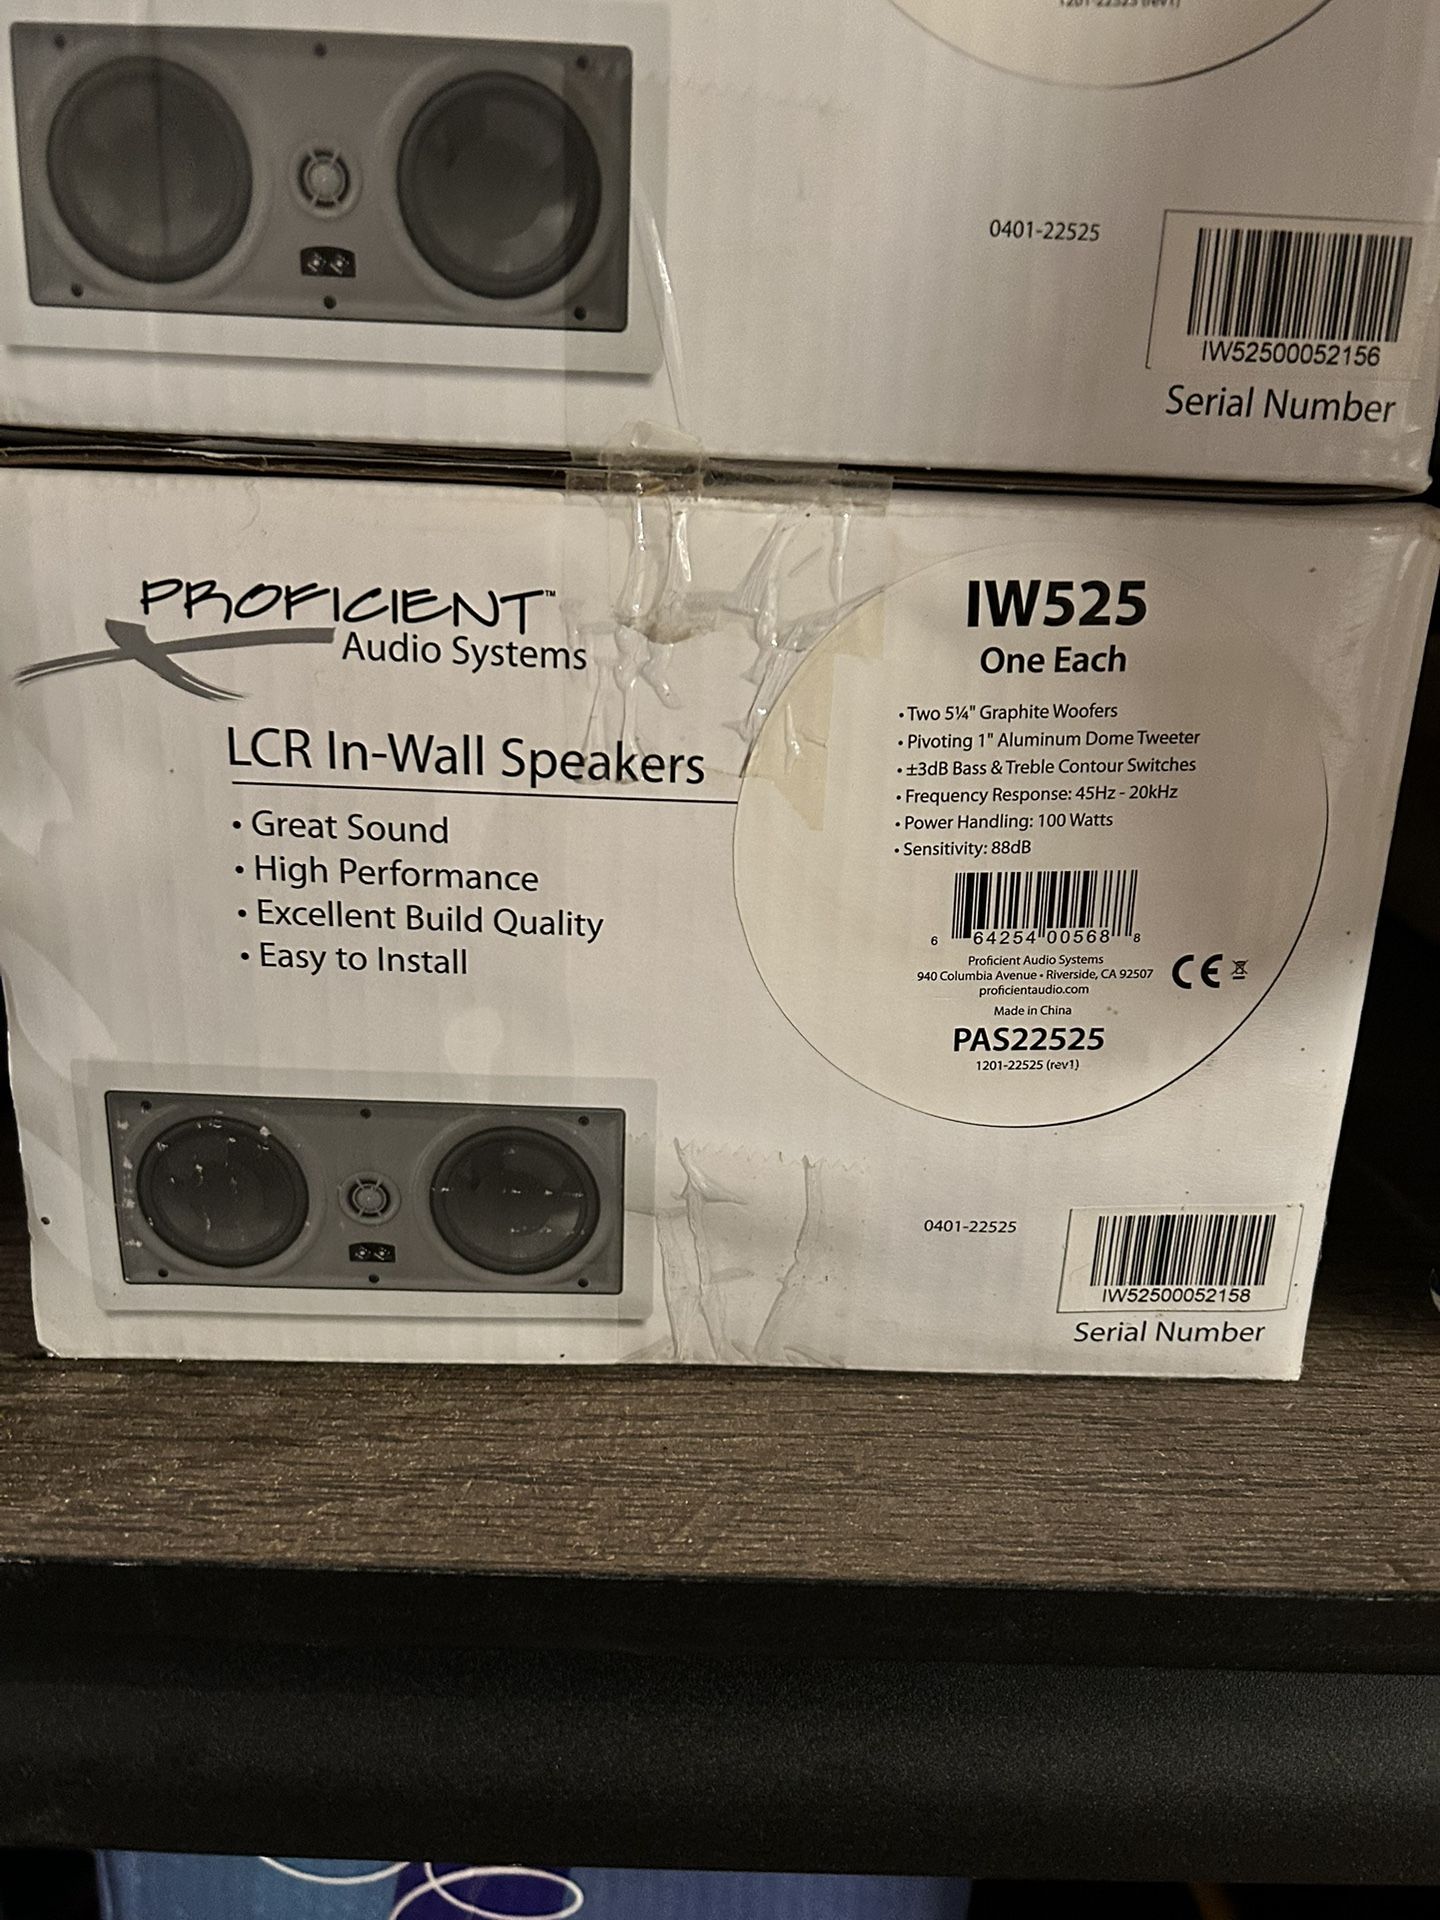 1201-22525 (rev1)
0401-22525
IW52500052156
Serial Number
PROFICIENT™
Audio Systems
LCR In-Wall Speakers
• Great Sound
• High Performance
• Excellent Build Quality
• Easy to Install
IW525
One Each
• Two 5¼" Graphite Woofers
• Pivoting 1" Aluminum Dome Tweeter
• ±3dB Bass & Treble Contour Switches
• Frequency Response: 45Hz - 20kHz
• Power Handling: 100 Watts
• Sensitivity: 88dB
6 64254 00568 8
Proficient Audio Systems
940 Columbia Avenue • Riverside, CA 92507
proficientaudio.com
CE
Made in China
PAS22525
1201-22525 (rev1)
0401-22525
IW52500052158
Serial Number